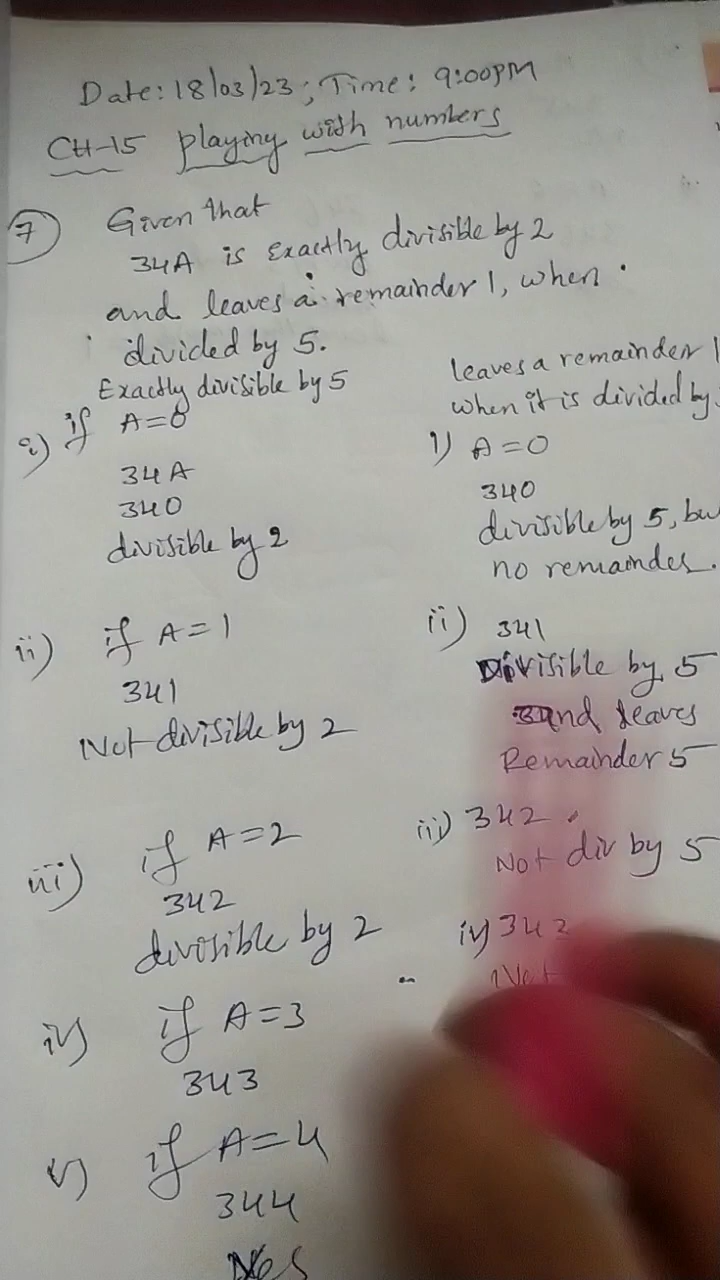 Date: 18/03/23; Time: 9:00PM
CH-15 playing with numbers
7 Given that
34A is exactly divisible by 2
and leaves a remainder 1, when
divided by 5.
Exactly divisible by 5
i) if A=0
34A
340
divisible by 2
ii) if A=1
341
Not divisible by 2
iii) if A=2
342
divisible by 2
iv) if A=3
343
v) if A=4
344
Yes
leaves a remainder 1
when it is divided by
1) A=0
340
divisible by 5, bu
no remainder.
ii) 341
Divisible by 5
and leaves
Remainder 5
iii) 342
Not div by 5
iv) 342
Not